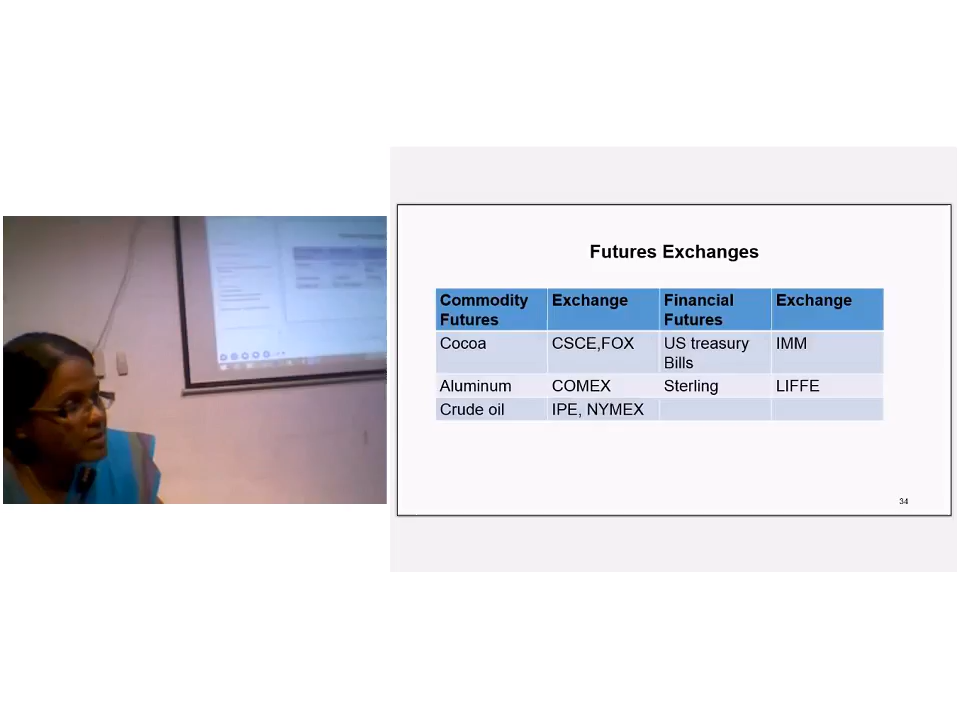 Futures Exchanges
Commodity Futures Exchange Financial Futures Exchange
Cocoa CSCE,FOX US treasury Bills IMM
Aluminum COMEX Sterling LIFFE
Crude oil IPE, NYMEX
34